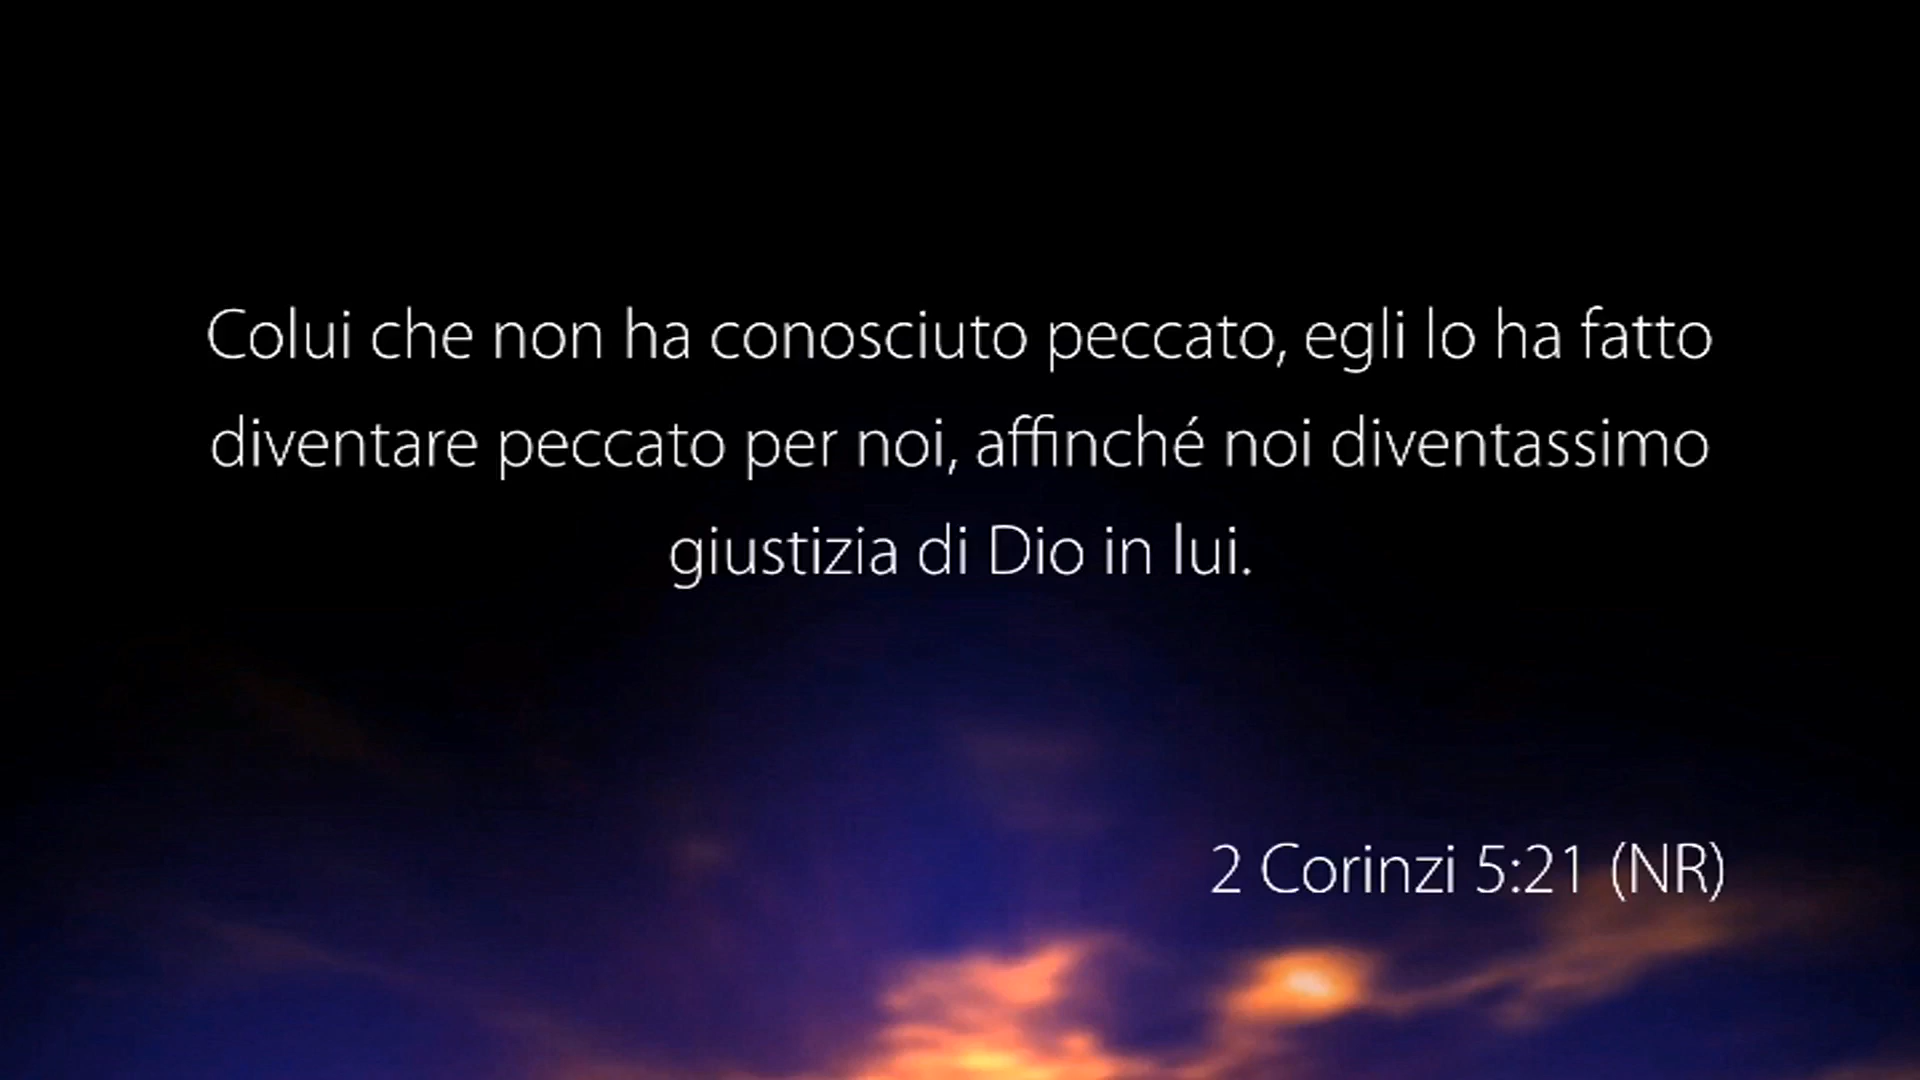 Colui che non ha conosciuto peccato, egli lo ha fatto
diventare peccato per noi, affinché noi diventassimo
giustizia di Dio in lui.
2 Corinzi 5:21 (NR)